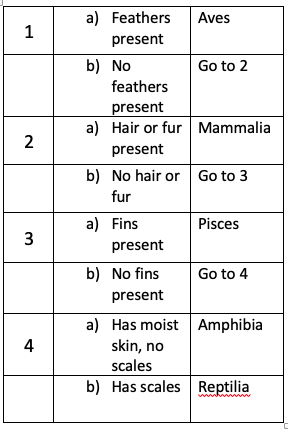 1 a) Feathers Aves
present
b) No Go to 2
feathers
present
2 a) Hair or fur Mammalia
present
b) No hair or Go to 3
fur
3 a) Fins Pisces
present
b) No fins Go to 4
present
4 a) Has moist Amphibia
skin, no
scales
b) Has scales Reptilia